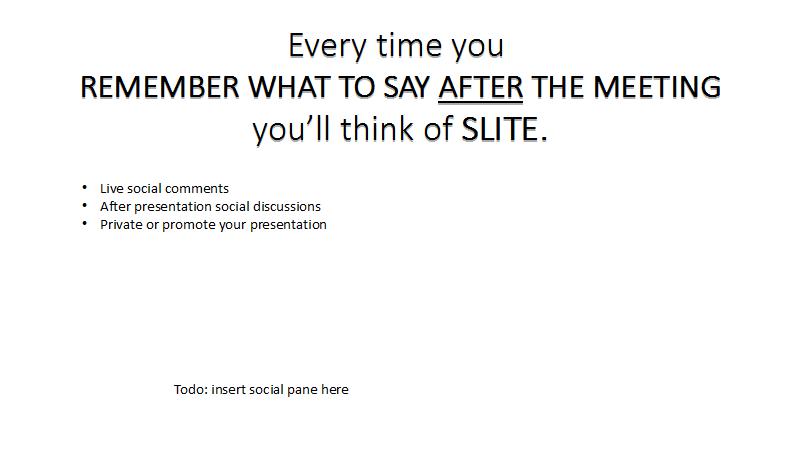 Every time you
REMEMBER WHAT TO SAY AFTER THE MEETING
you'll think of SLITE.
• Live social comments
• After presentation social discussions
• Private or promote your presentation
Todo: insert social pane here